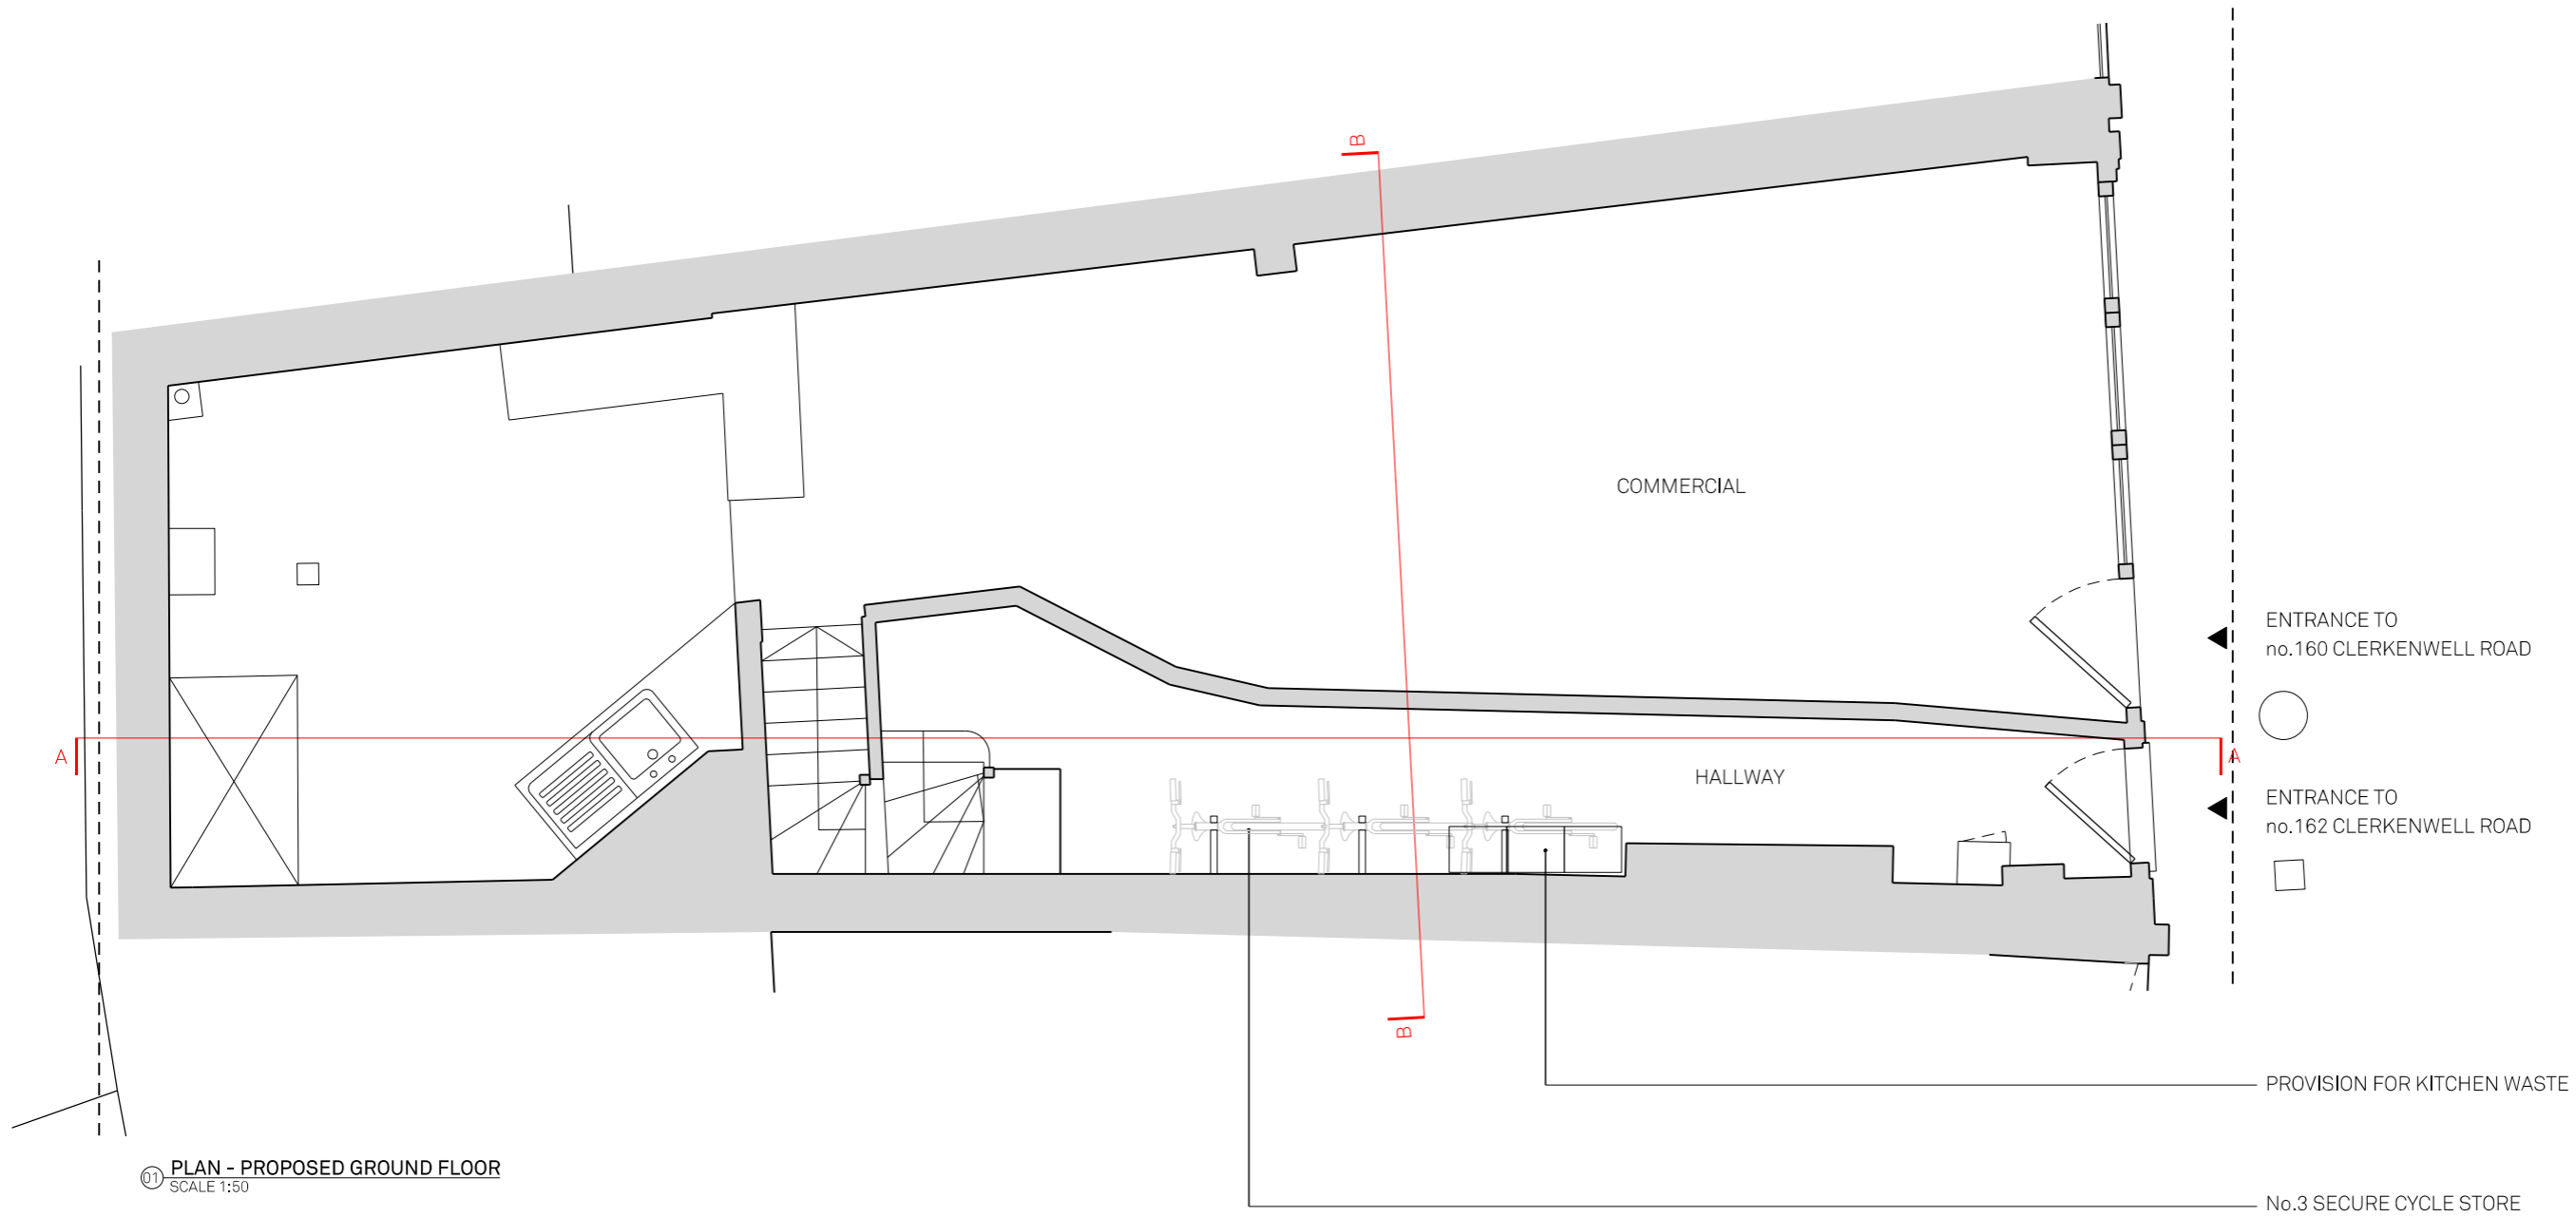 B
COMMERCIAL
ENTRANCE TO
no.160 CLERKENWELL ROAD
A
A
HALLWAY
ENTRANCE TO
no.162 CLERKENWELL ROAD
B
PROVISION FOR KITCHEN WASTE
01 PLAN - PROPOSED GROUND FLOOR
SCALE 1:50
No.3 SECURE CYCLE STORE